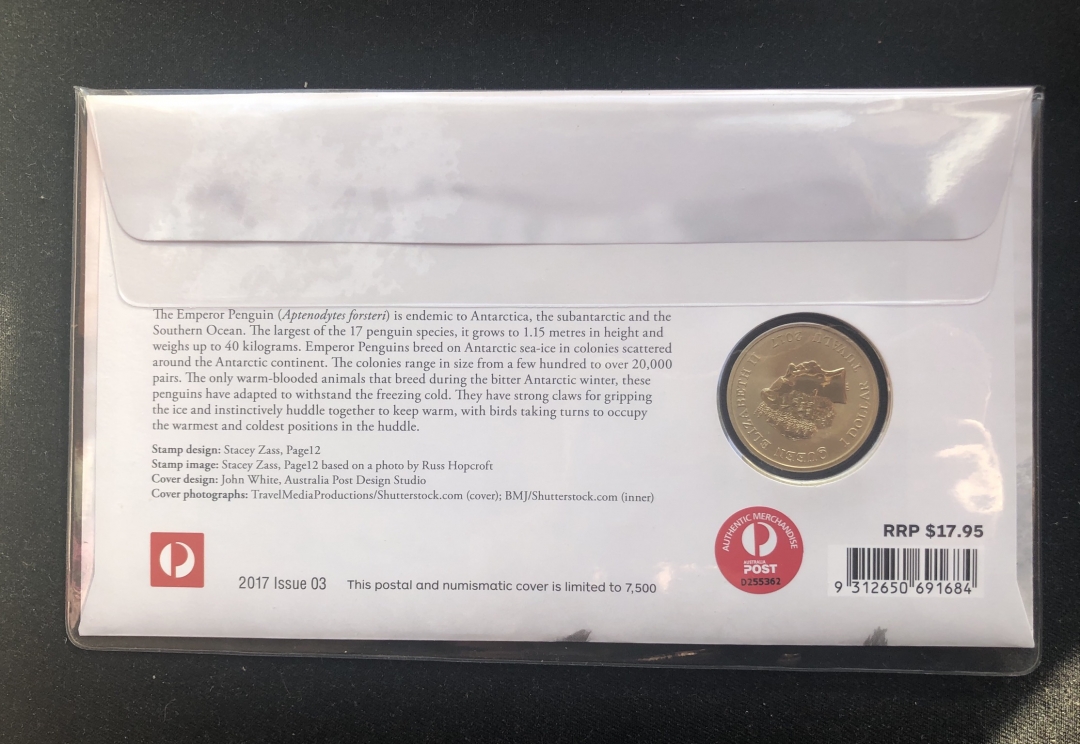 The Emperor Penguin (Aptenodytes forsteri) is endemic to Antarctica, the subantarctic and the
Southern Ocean. The largest of the 17 penguin species, it grows to 1.15 metres in height and
weighs up to 40 kilograms. Emperor Penguins breed on Antarctic sea-ice in colonies scattered
around the Antarctic continent. The colonies range in size from a few hundred to over 20,000
pairs. The only warm-blooded animals that breed during the bitter Antarctic winter, these
penguins have adapted to withstand the freezing cold. They have strong claws for gripping
the ice and instinctively huddle together to keep warm, with birds taking turns to occupy
the warmest and coldest positions in the huddle.
Stamp design: Stacey Zass, Page12
Stamp image: Stacey Zass, Page12 based on a photo by Russ Hopcroft
Cover design: John White, Australia Post Design Studio
Cover photographs: TravelMediaProductions/Shutterstock.com (cover); BMJ/Shutterstock.com (inner)
2017 Issue 03
This postal and numismatic cover is limited to 7,500
QUEEN ELIZABETH II
1 DOLLAR
AUTHENTIC MERCHANDISE
AUSTRALIA
POST
D255362
RRP $17.95
9 312650 691684